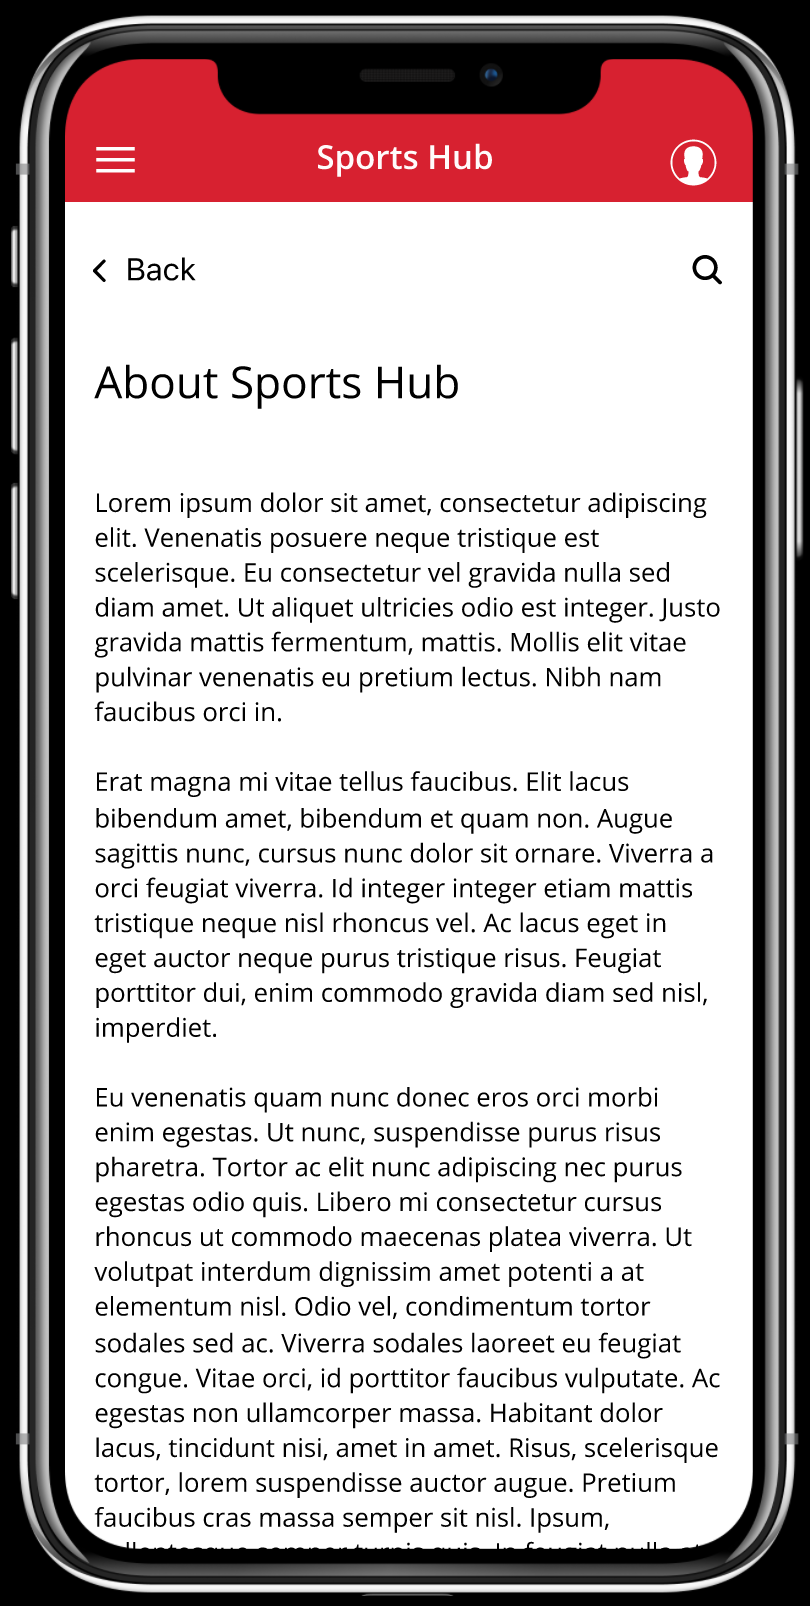 Sports Hub
Back
About Sports Hub
Lorem ipsum dolor sit amet, consectetur adipiscing
elit. Venenatis posuere neque tristique est
scelerisque. Eu consectetur vel gravida nulla sed
diam amet. Ut aliquet ultricies odio est integer. Justo
gravida mattis fermentum, mattis. Mollis elit vitae
pulvinar venenatis eu pretium lectus. Nibh nam
faucibus orci in.
Erat magna mi vitae tellus faucibus. Elit lacus
bibendum amet, bibendum et quam non. Augue
sagittis nunc, cursus nunc dolor sit ornare. Viverra a
orci feugiat viverra. Id integer integer etiam mattis
tristique neque nisl rhoncus vel. Ac lacus eget in
eget auctor neque purus tristique risus. Feugiat
porttitor dui, enim commodo gravida diam sed nisl,
imperdiet.
Eu venenatis quam nunc donec eros orci morbi
enim egestas. Ut nunc, suspendisse purus risus
pharetra. Tortor ac elit nunc adipiscing nec purus
egestas odio quis. Libero mi consectetur cursus
rhoncus ut commodo maecenas platea viverra. Ut
volutpat interdum dignissim amet potenti a at
elementum nisl. Odio vel, condimentum tortor
sodales sed ac. Viverra sodales laoreet eu feugiat
congue. Vitae orci, id porttitor faucibus vulputate. Ac
egestas non ullamcorper massa. Habitant dolor
lacus, tincidunt nisi, amet in amet. Risus, scelerisque
tortor, lorem suspendisse auctor augue. Pretium
faucibus cras massa semper sit nisl. Ipsum,
semper turpis quis. In feugiat nulla